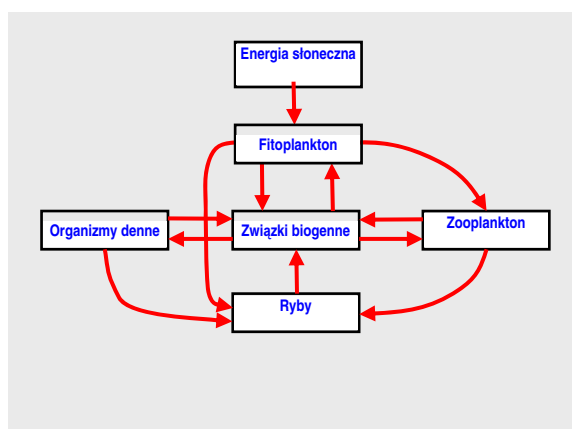 Energia słoneczna
Fitoplankton
Organizmy denne
Związki biogenne
Zooplankton
Ryby